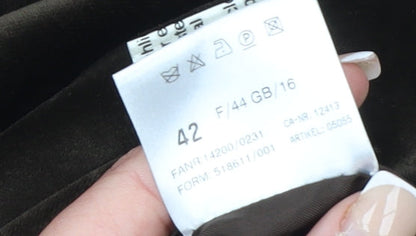 42 F/44 GB/16
FANR 14200/0231 CA-NR. 12413
FORM. 518611/001 ARTIKEL: 05055